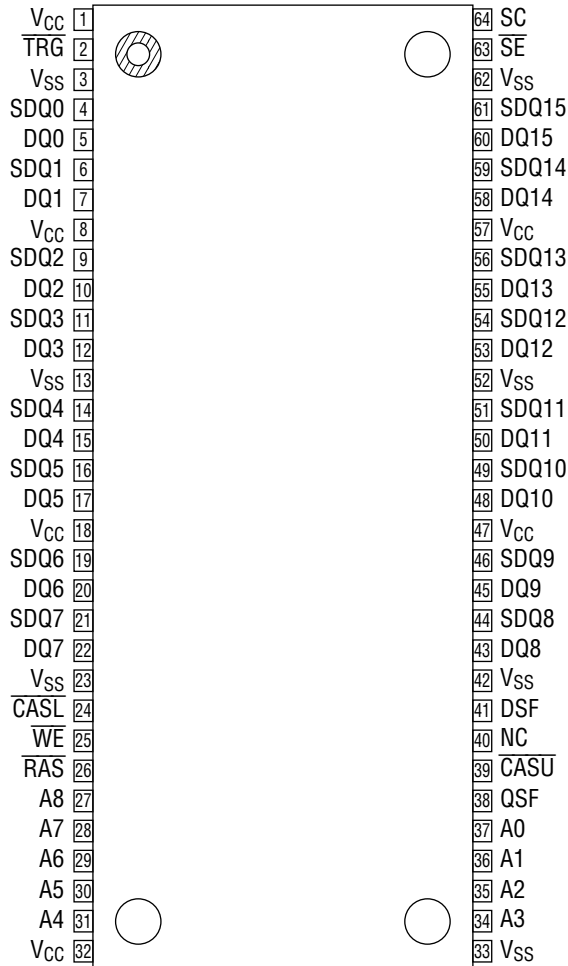 VCC 1 64 SC
TRG 2 63 SE
VSS 3 62 VSS
SDQ0 4 61 SDQ15
DQ0 5 60 DQ15
SDQ1 6 59 SDQ14
DQ1 7 58 DQ14
VCC 8 57 VCC
SDQ2 9 56 SDQ13
DQ2 10 55 DQ13
SDQ3 11 54 SDQ12
DQ3 12 53 DQ12
VSS 13 52 VSS
SDQ4 14 51 SDQ11
DQ4 15 50 DQ11
SDQ5 16 49 SDQ10
DQ5 17 48 DQ10
VCC 18 47 VCC
SDQ6 19 46 SDQ9
DQ6 20 45 DQ9
SDQ7 21 44 SDQ8
DQ7 22 43 DQ8
VSS 23 42 VSS
CASL 24 41 DSF
WE 25 40 NC
RAS 26 39 CASU
A8 27 38 QSF
A7 28 37 A0
A6 29 36 A1
A5 30 35 A2
A4 31 34 A3
VCC 32 33 VSS